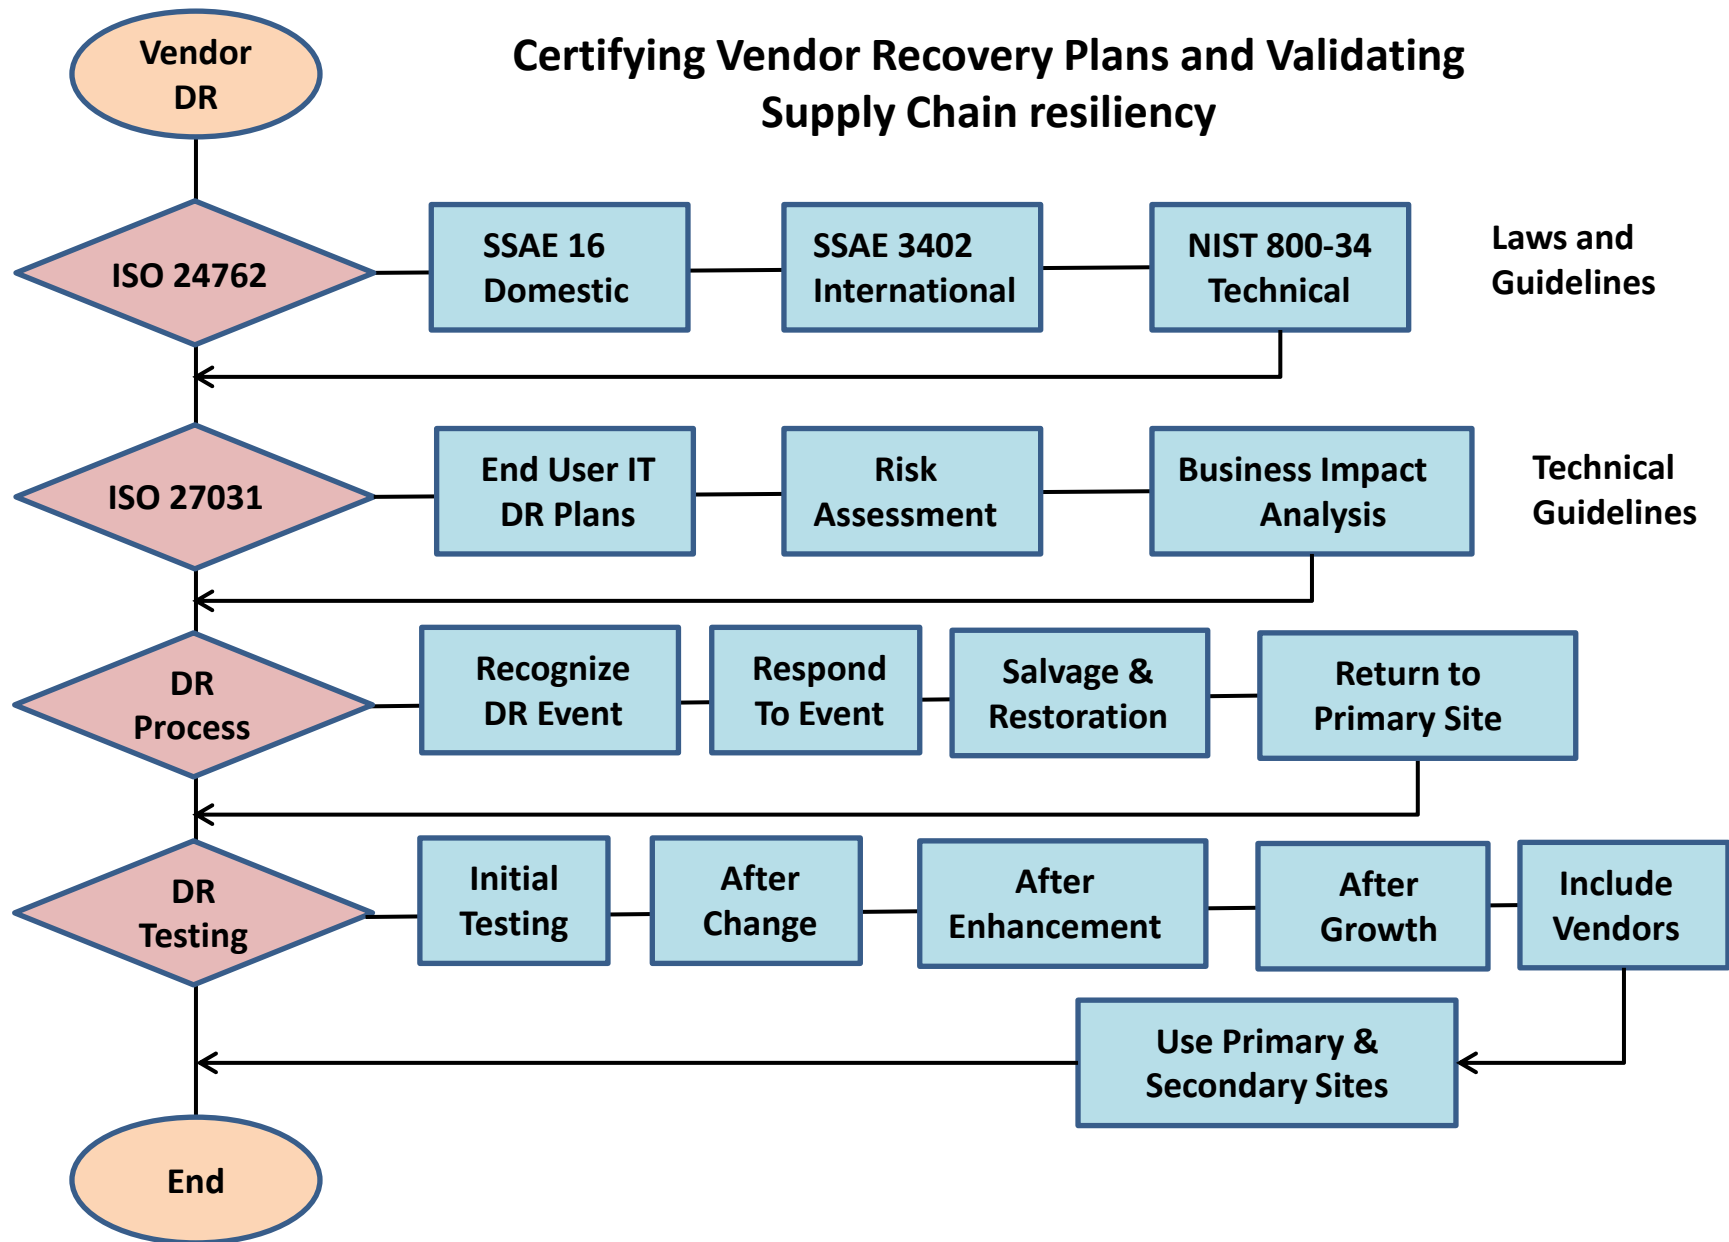 Vendor
DR
Certifying Vendor Recovery Plans and Validating
Supply Chain resiliency
ISO 24762
SSAE 16
Domestic
SSAE 3402
International
NIST 800-34
Technical
Laws and
Guidelines
ISO 27031
End User IT
DR Plans
Risk
Assessment
Business Impact
Analysis
Technical
Guidelines
DR
Process
Recognize
DR Event
Respond
To Event
Salvage &
Restoration
Return to
Primary Site
DR
Testing
Initial
Testing
After
Change
After
Enhancement
After
Growth
Include
Vendors
Use Primary &
Secondary Sites
End